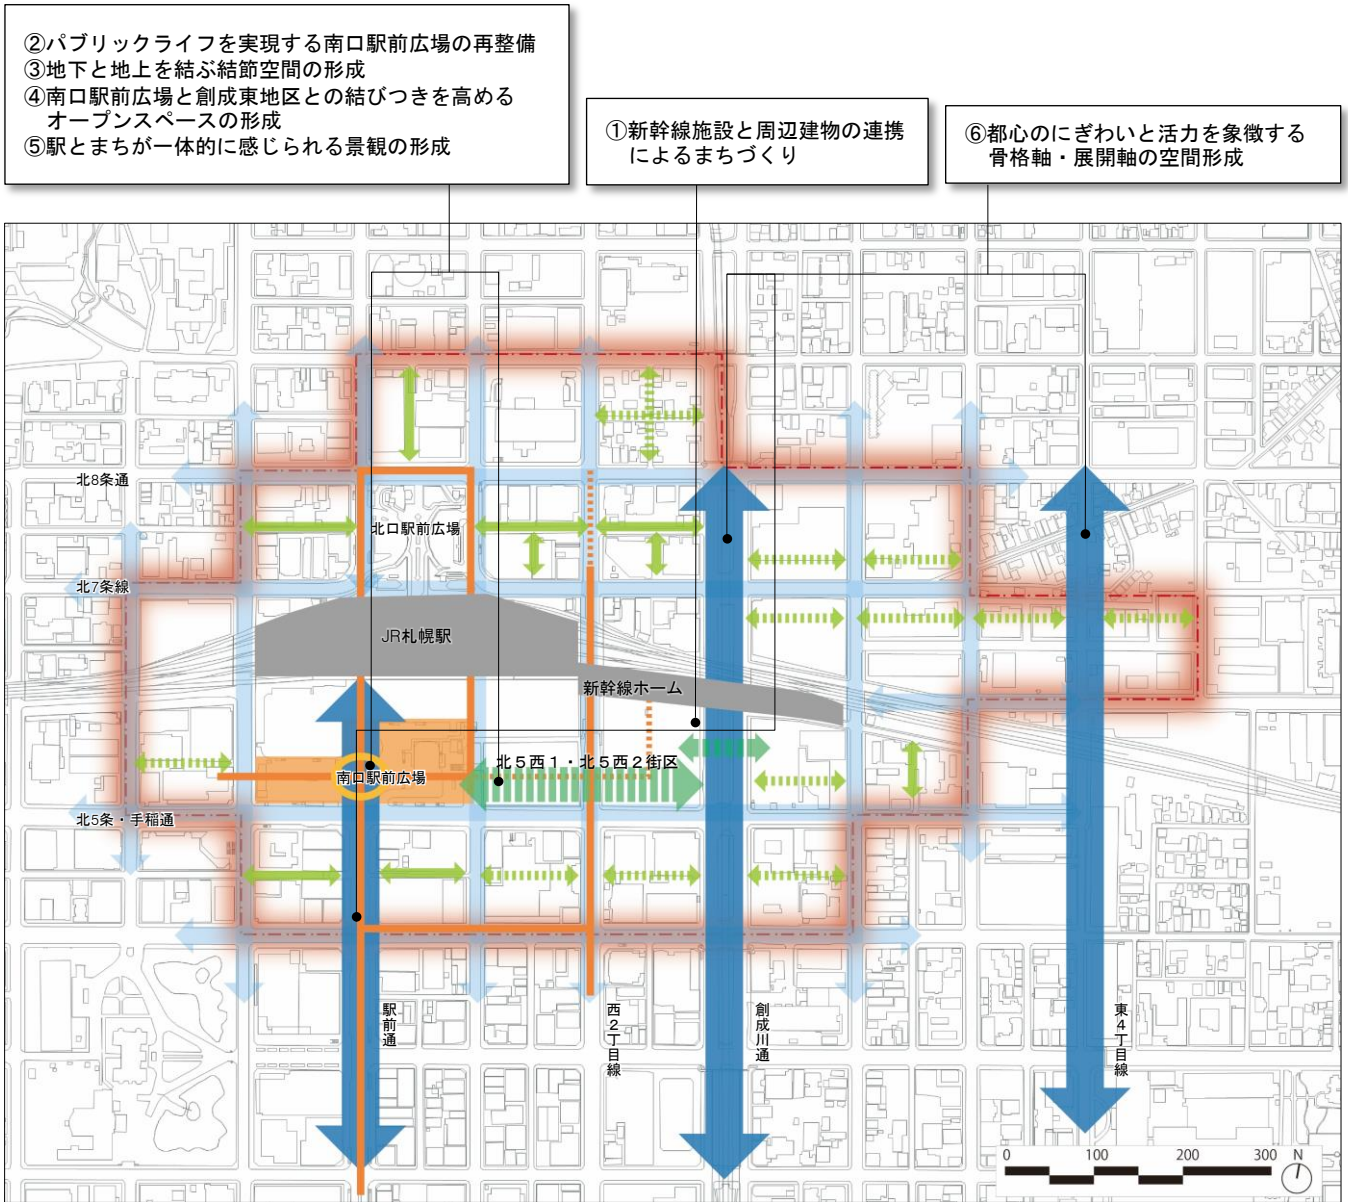 ②パブリックライフを実現する南口駅前広場の再整備
③地下と地上を結ぶ結節空間の形成
④南口駅前広場と創成東地区との結びつきを高める
オープンスペースの形成
⑤駅とまちが一体的に感じられる景観の形成
①新幹線施設と周辺建物の連携
によるまちづくり
⑥都心のにぎわいと活力を象徴する
骨格軸・展開軸の空間形成
北8条通
北口駅前広場
北7条線
JR札幌駅
新幹線ホーム
北5西1・北5西2街区
南口駅前広場
北5条・手稲通
駅前通
西2丁目線
創成川通
東4丁目線
0 100 200 300 N